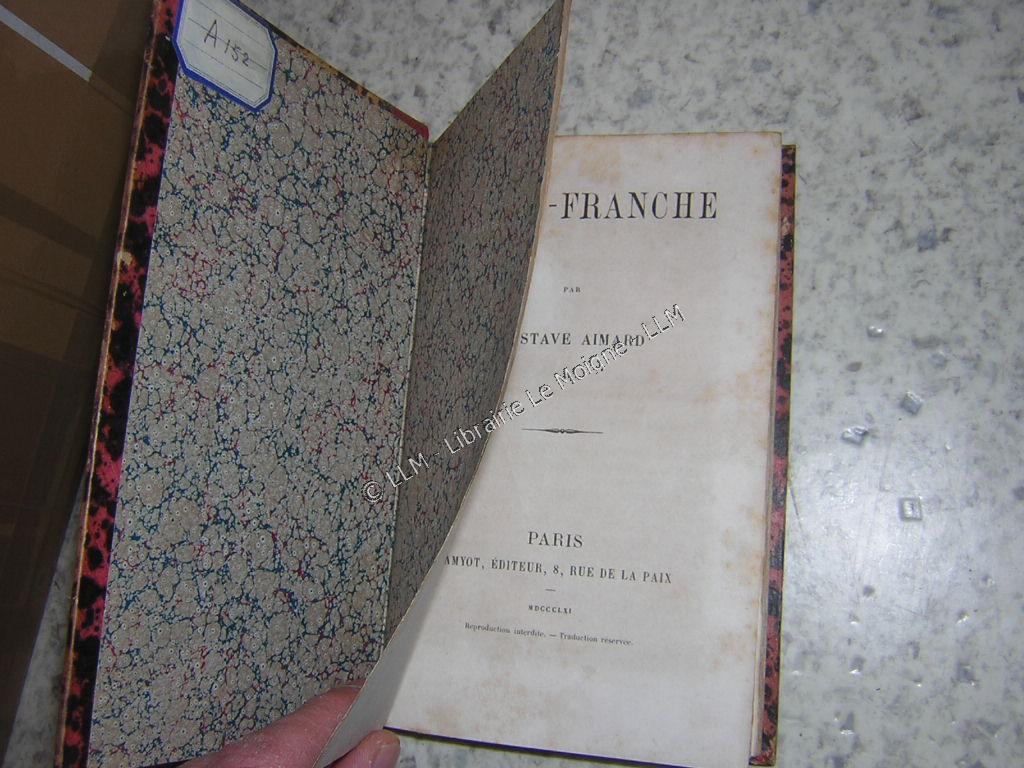 A 152
-FRANCHE
PAR
STAVE AIMARD
© LLM - Librairie Le Moigne - LLM
PARIS
AMYOT, ÉDITEUR, 8, RUE DE LA PAIX
MDCCCLXI
Reproduction interdite. — Traduction réservée.